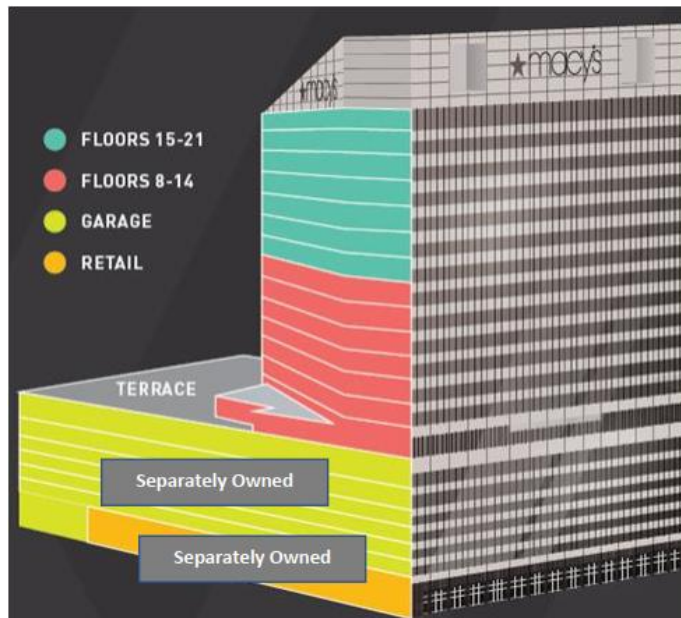 ★macy's
★macy's
FLOORS 15-21
FLOORS 8-14
GARAGE
RETAIL
TERRACE
Separately Owned
Separately Owned